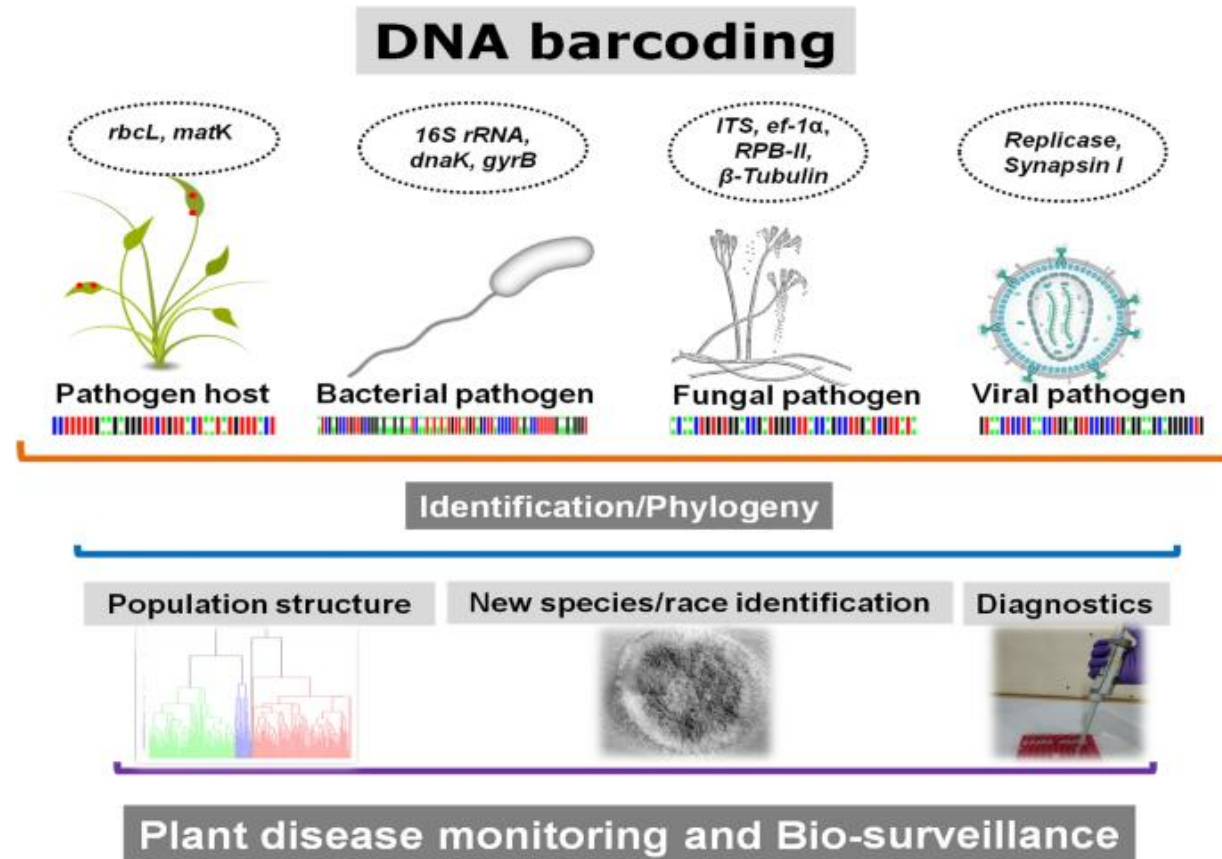 DNA barcoding
rbcL, matK
16S rRNA,
dnaK, gyrB
ITS, ef-1α,
RPB-II,
β-Tubulin
Replicase,
Synapsin I
Pathogen host
Bacterial pathogen
Fungal pathogen
Viral pathogen
Identification/Phylogeny
Population structure
New species/race identification
Diagnostics
Plant disease monitoring and Bio-surveillance